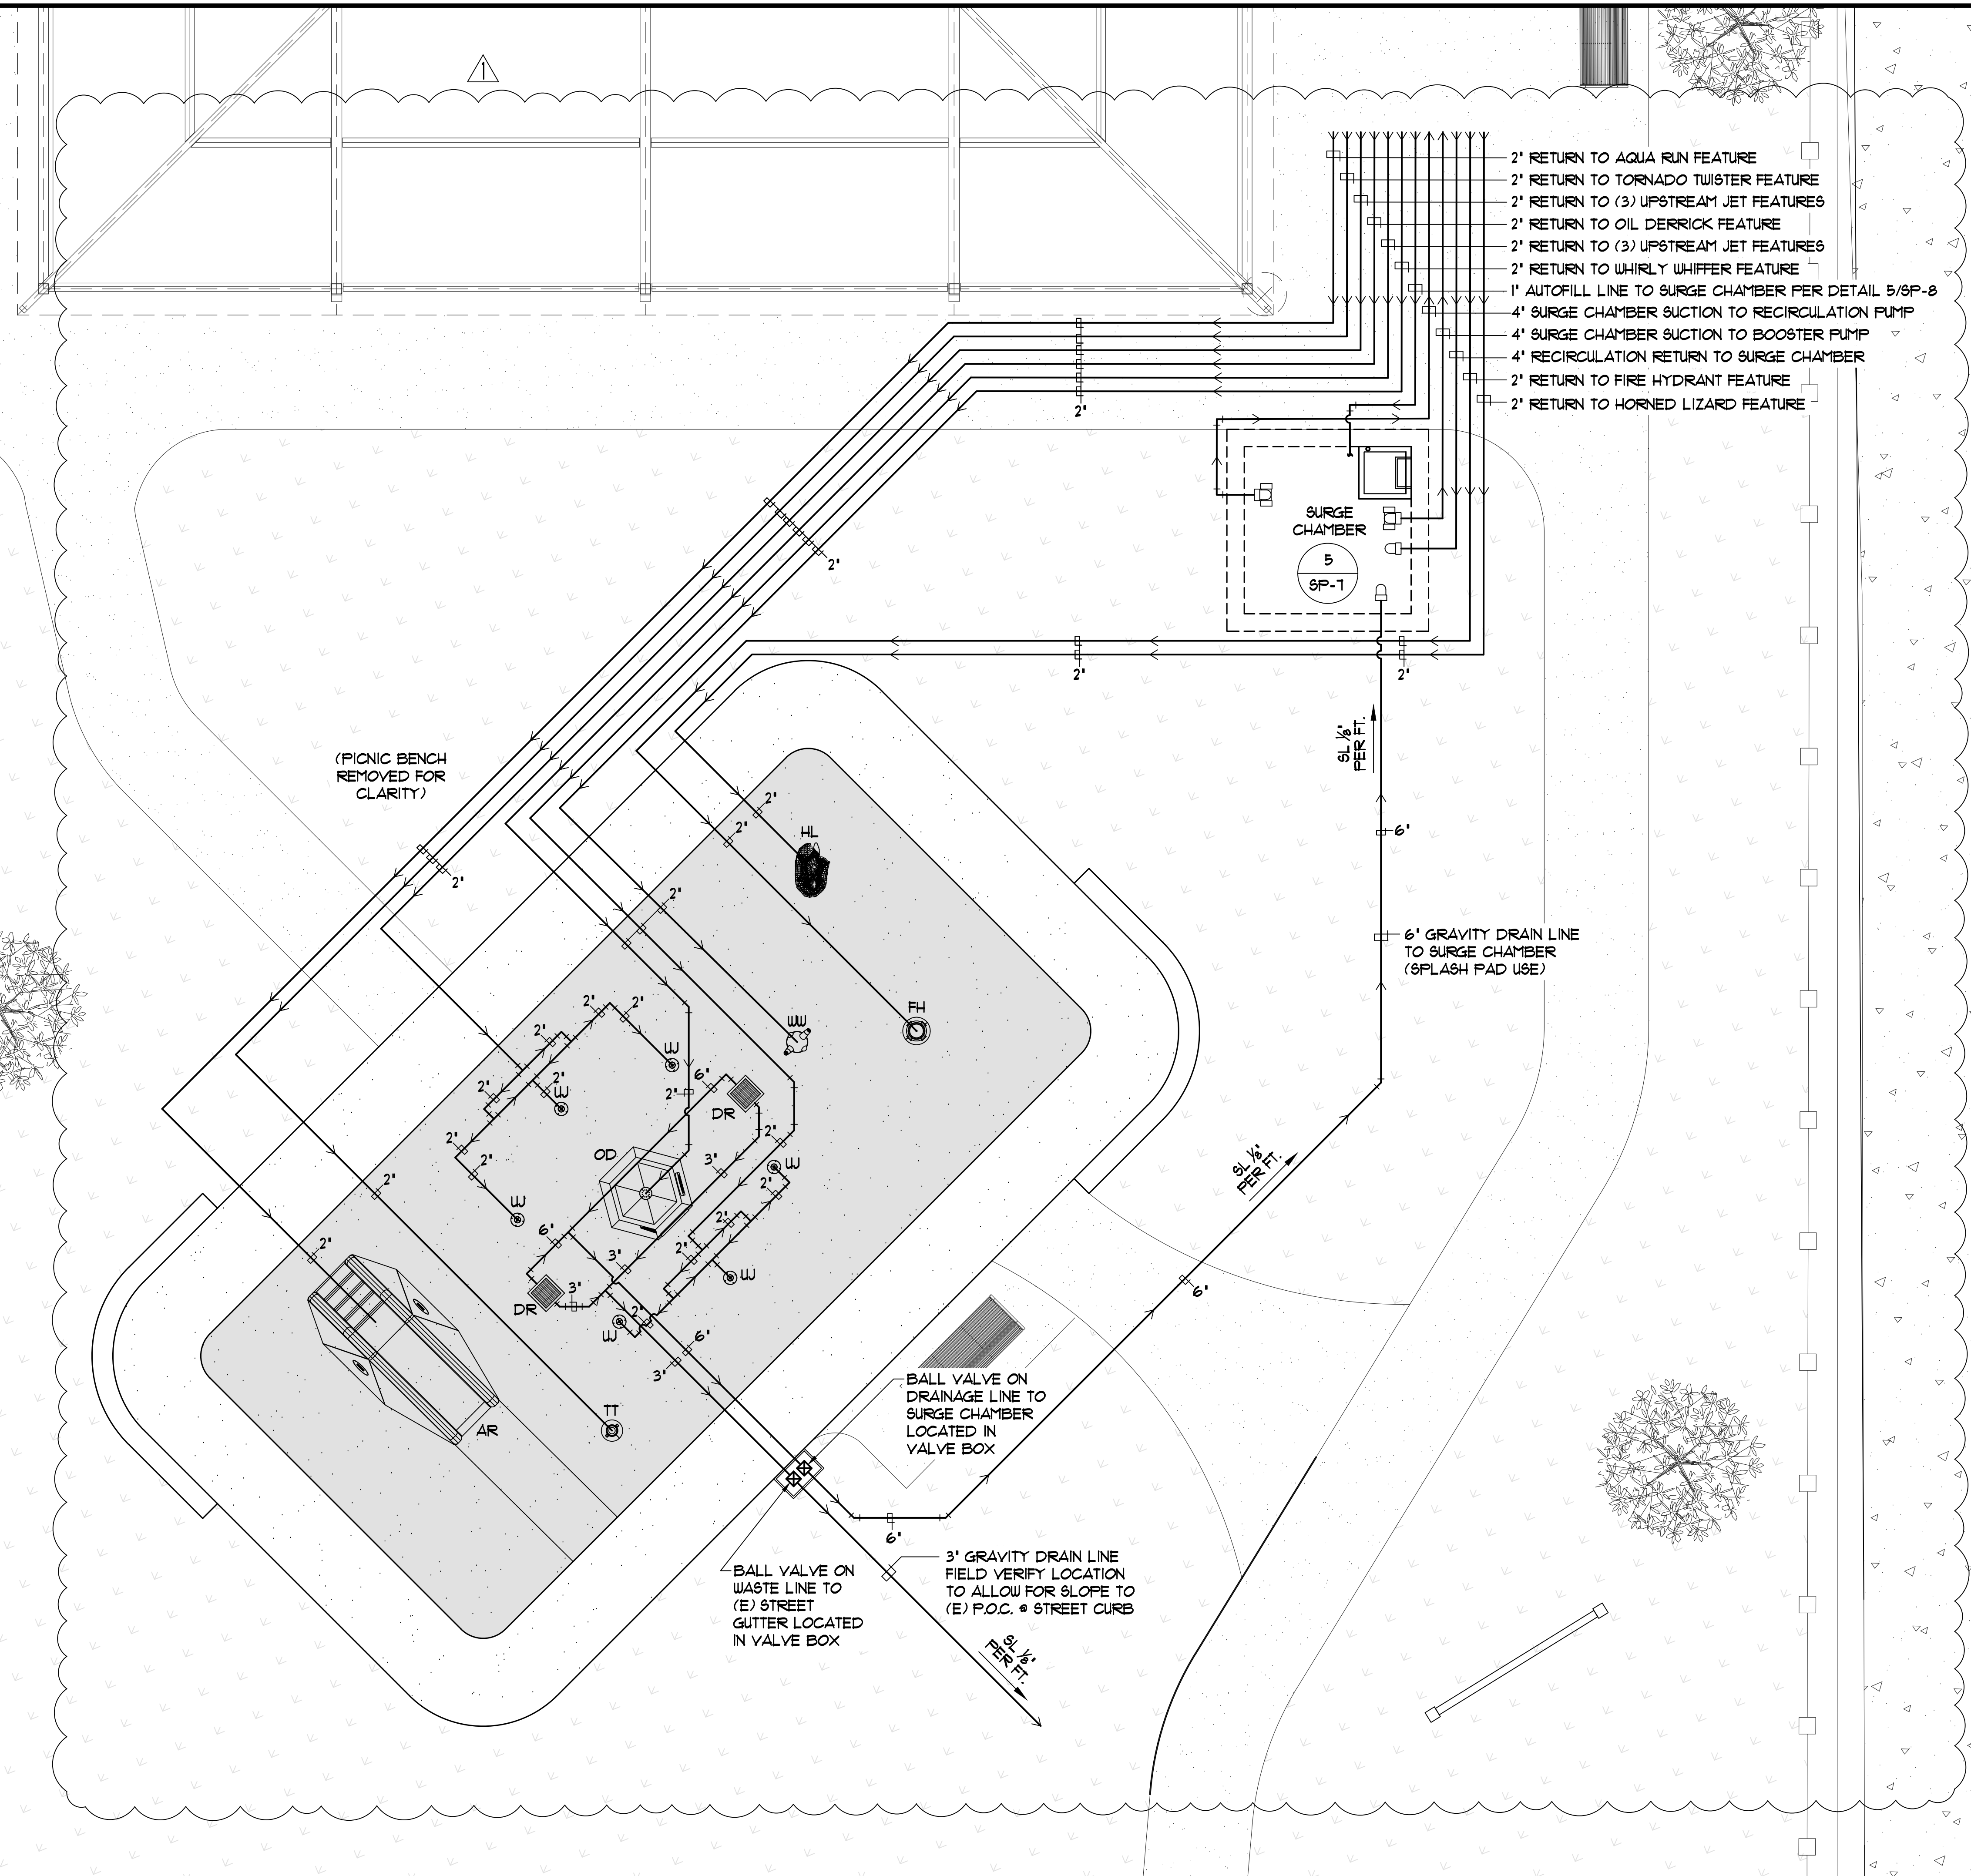 1
2" RETURN TO AQUA RUN FEATURE
2" RETURN TO TORNADO TWISTER FEATURE
2" RETURN TO (3) UPSTREAM JET FEATURES
2" RETURN TO OIL DERRICK FEATURE
2" RETURN TO (3) UPSTREAM JET FEATURES
2" RETURN TO WHIRLY WHIFFER FEATURE
1" AUTOFILL LINE TO SURGE CHAMBER PER DETAIL 5/SP-8
4" SURGE CHAMBER SUCTION TO RECIRCULATION PUMP
4" SURGE CHAMBER SUCTION TO BOOSTER PUMP
4" RECIRCULATION RETURN TO SURGE CHAMBER
2" RETURN TO FIRE HYDRANT FEATURE
2" RETURN TO HORNED LIZARD FEATURE
2"
2"
SURGE
CHAMBER
5
SP-7
2"
2"
SL 1/8"
PER FT.
(PICNIC BENCH
REMOVED FOR
CLARITY)
2"
2"
HL
6"
2"
2"
6" GRAVITY DRAIN LINE
TO SURGE CHAMBER
(SPLASH PAD USE)
2"
2"
2"
WW
FH
UJ
6"
2"
2"
2"
UJ
DR
2"
2"
2"
OD
3"
UJ
SL 1/8"
PER FT.
2"
2"
UJ
2"
6"
2"
2"
3"
UJ
3"
6"
DR
2"
UJ
6"
3"
BALL VALVE ON
DRAINAGE LINE TO
SURGE CHAMBER
LOCATED IN
VALVE BOX
TT
AR
6"
BALL VALVE ON
WASTE LINE TO
(E) STREET
GUTTER LOCATED
IN VALVE BOX
3" GRAVITY DRAIN LINE
FIELD VERIFY LOCATION
TO ALLOW FOR SLOPE TO
(E) P.O.C. @ STREET CURB
SL 1/8"
PER FT.